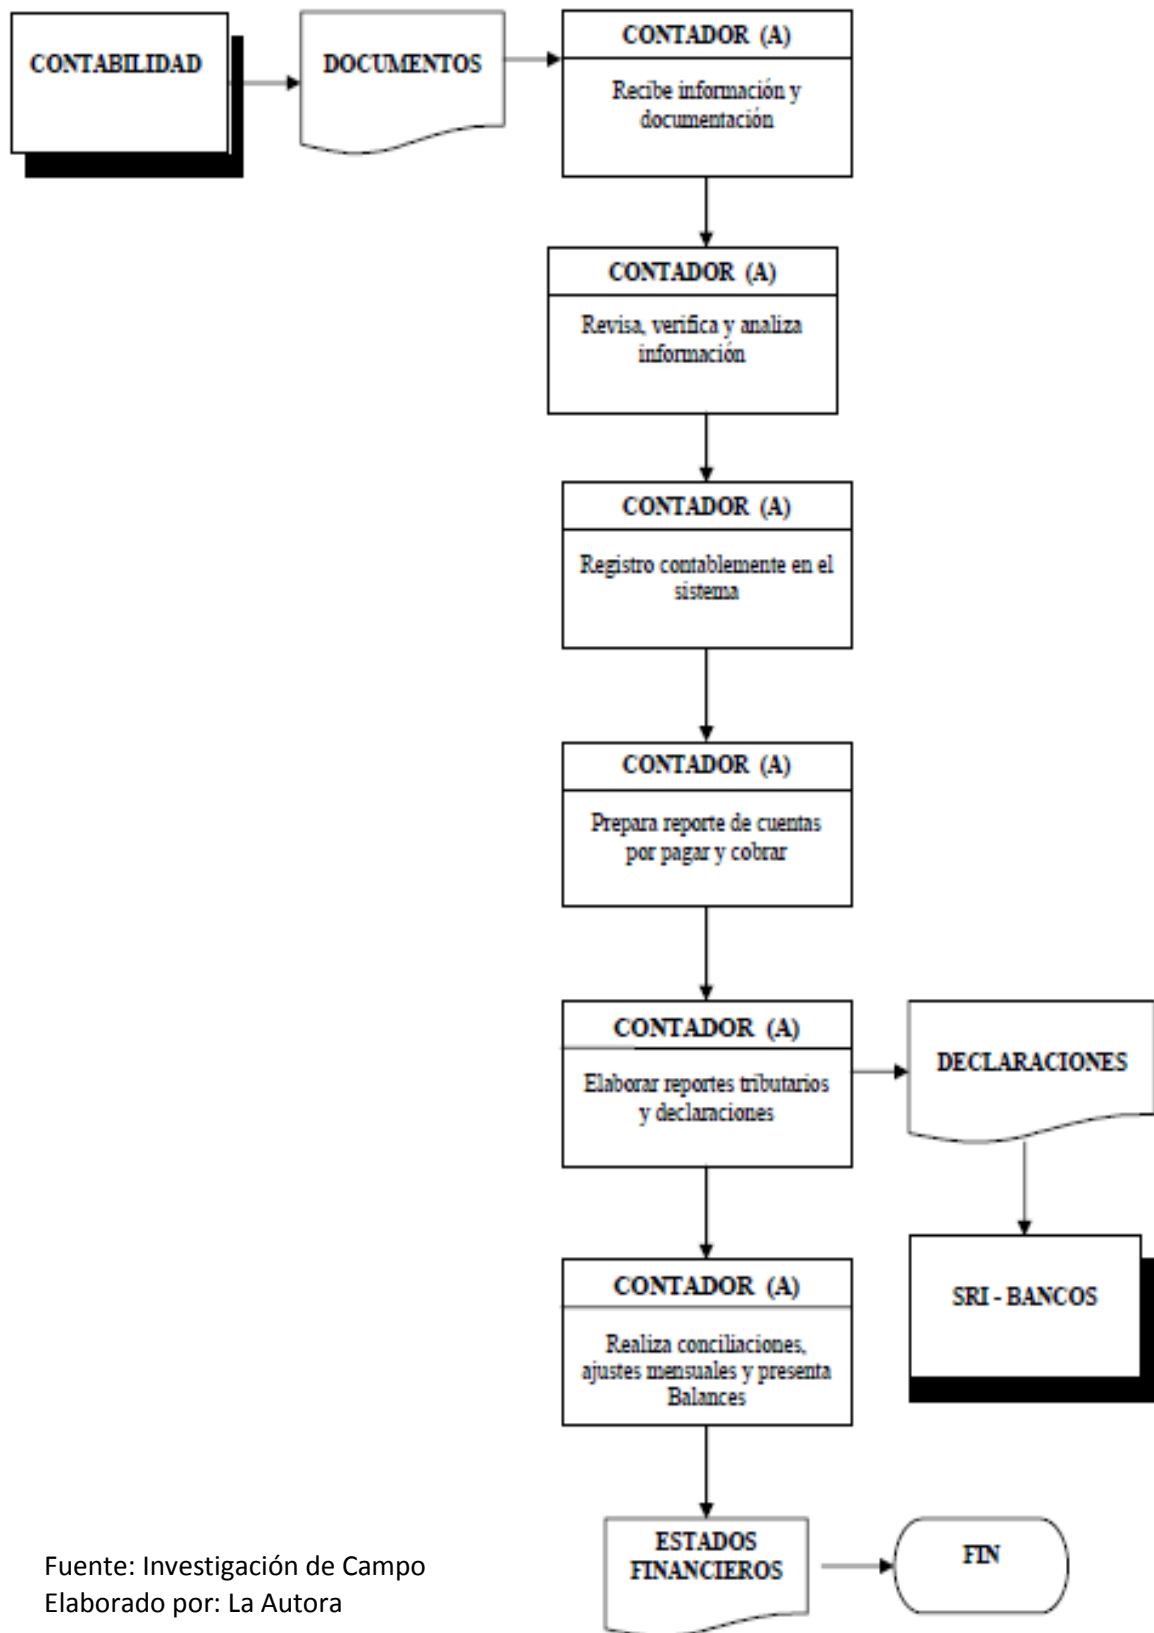 CONTABILIDAD
DOCUMENTOS
CONTADOR (A)
Recibe información y
documentación
CONTADOR (A)
Revisa, verifica y analiza
información
CONTADOR (A)
Registro contablemente en el
sistema
CONTADOR (A)
Prepara reporte de cuentas
por pagar y cobrar
CONTADOR (A)
Elaborar reportes tributarios
y declaraciones
DECLARACIONES
SRI - BANCOS
CONTADOR (A)
Realiza conciliaciones,
ajustes mensuales y presenta
Balances
ESTADOS
FINANCIEROS
FIN
Fuente: Investigación de Campo
Elaborado por: La Autora